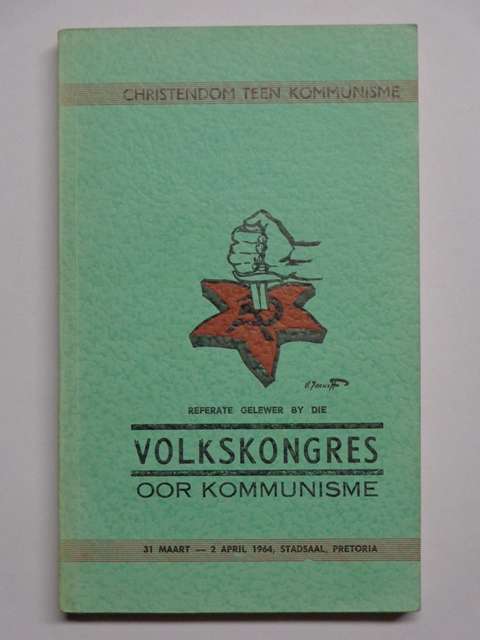 CHRISTENDOM TEEN KOMMUNISME
REFERATE GELEWER BY DIE
VOLKSKONGRES
OOR KOMMUNISME
31 MAART — 2 APRIL 1964, STADSAAL, PRETORIA